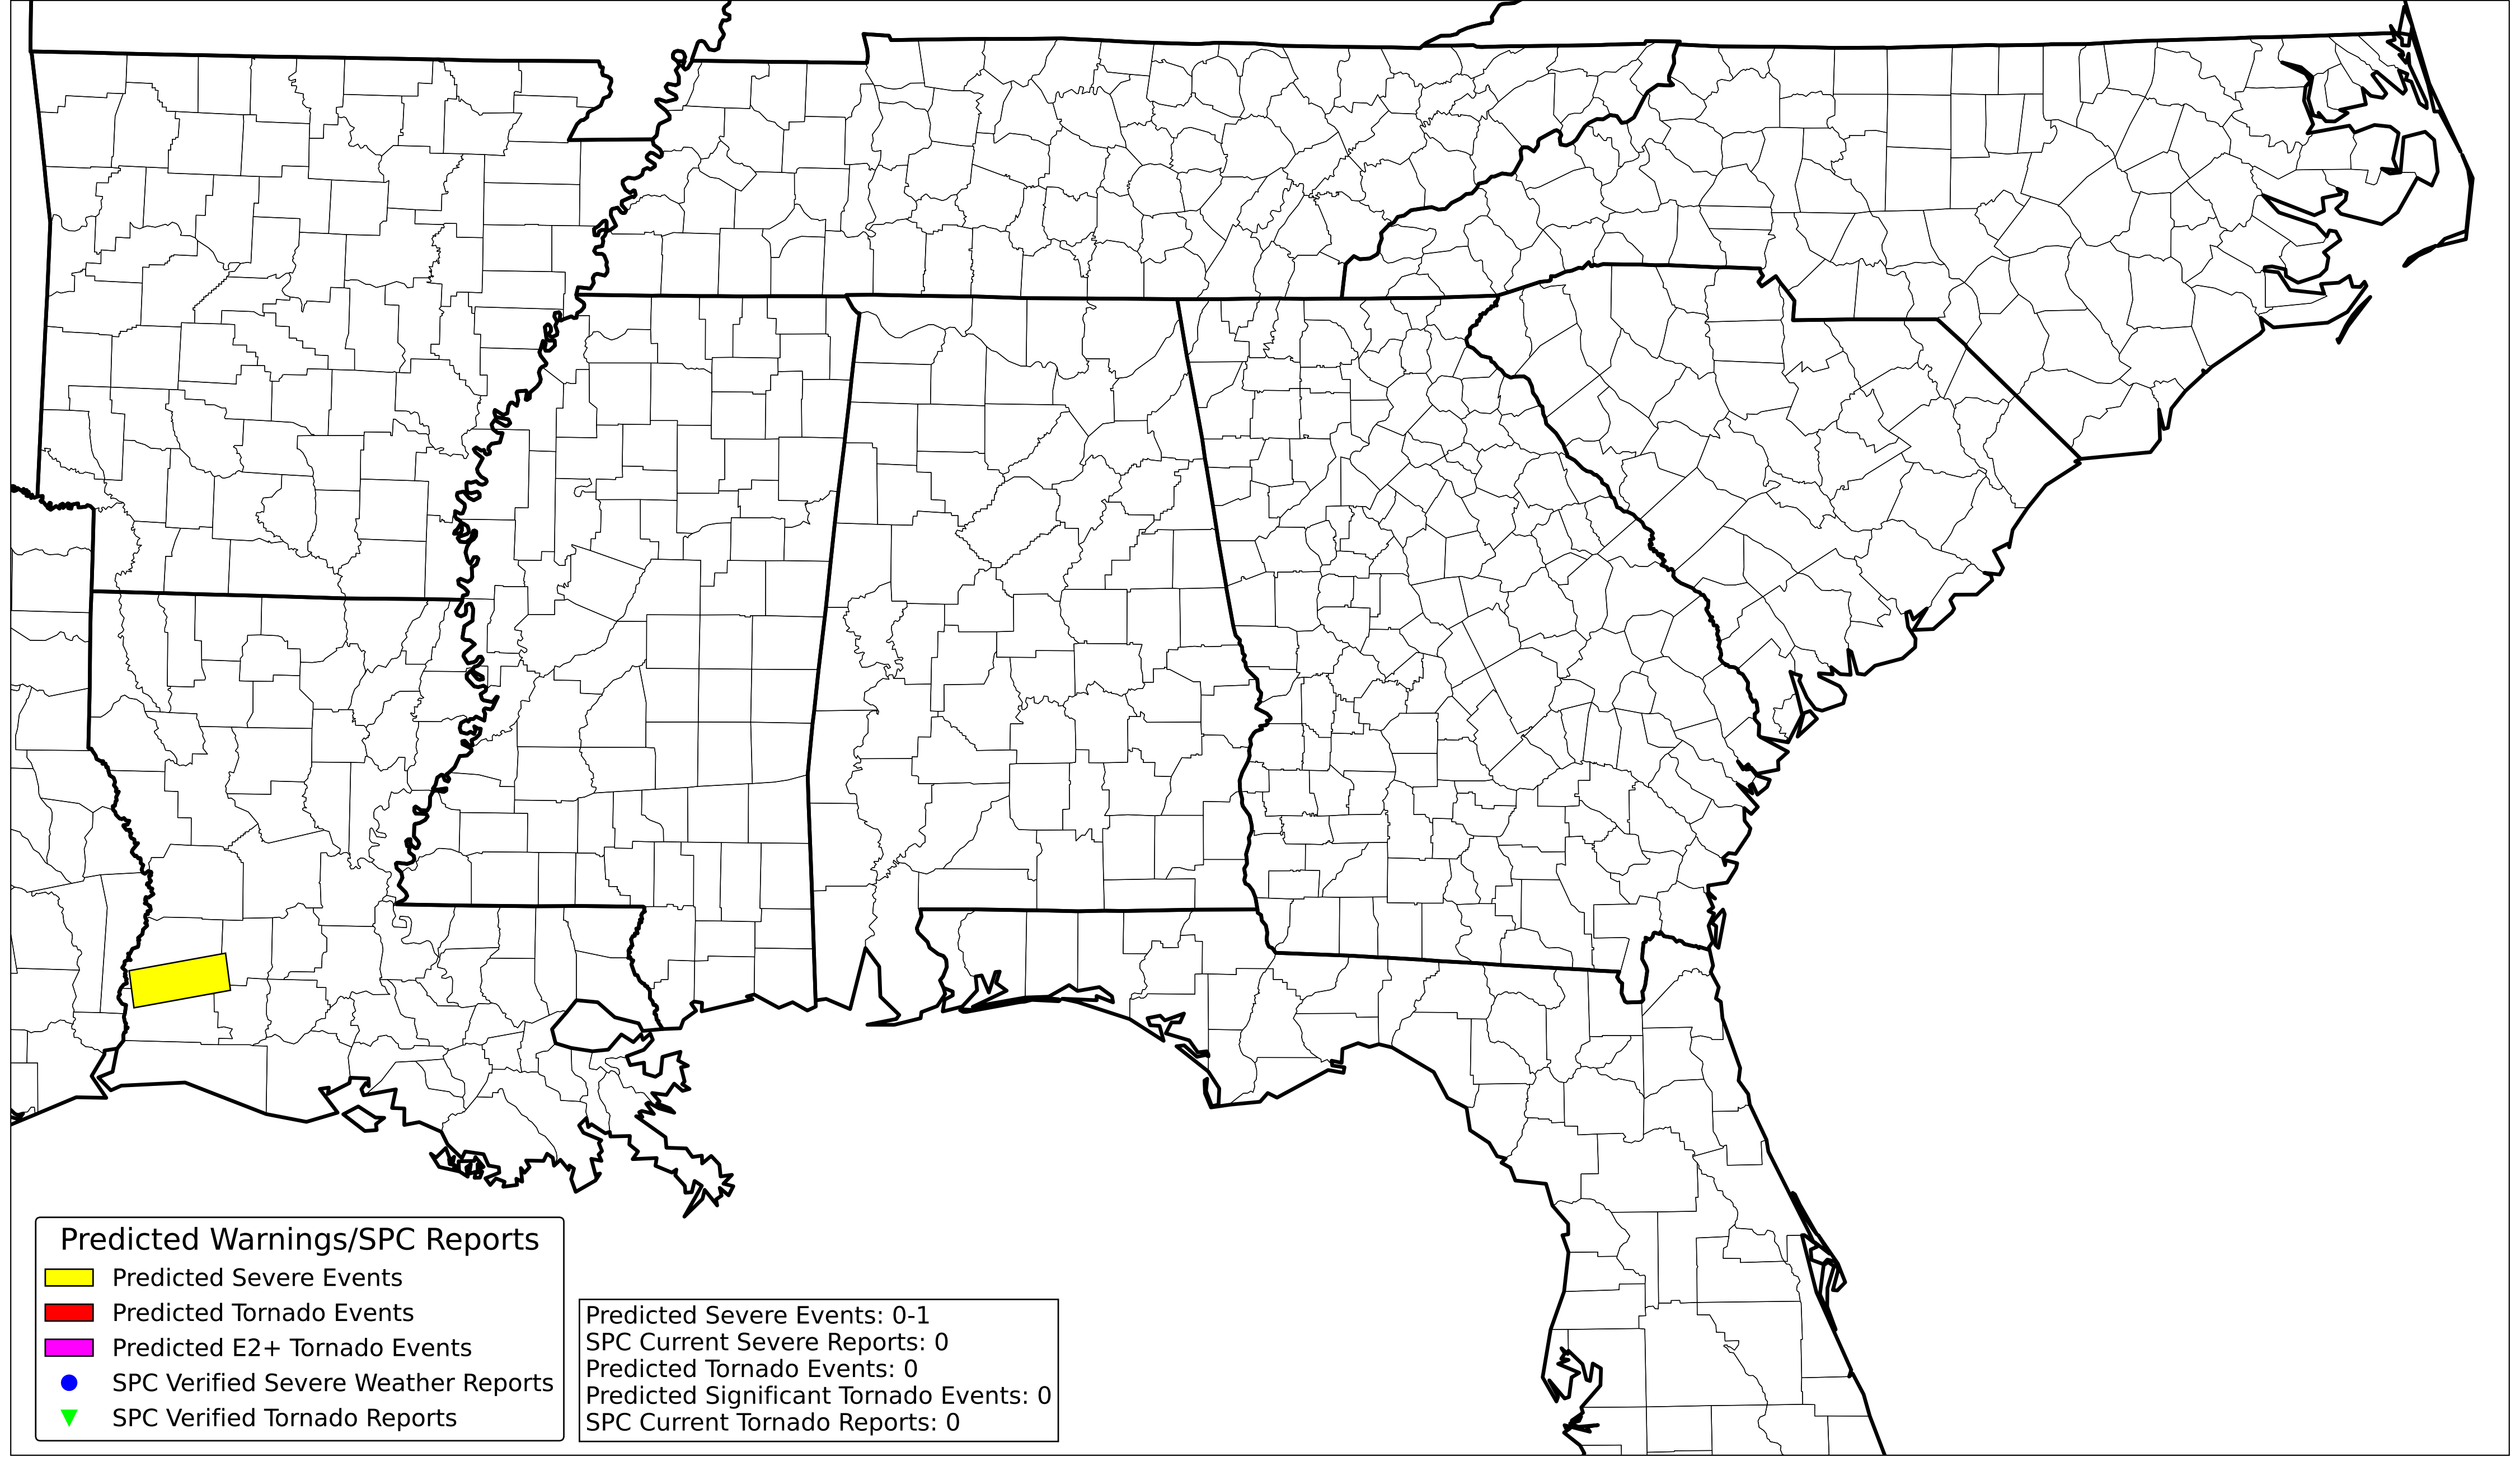 Predicted Warnings/SPC Reports
Predicted Severe Events
Predicted Tornado Events
Predicted E2+ Tornado Events
SPC Verified Severe Weather Reports
SPC Verified Tornado Reports
Predicted Severe Events: 0-1
SPC Current Severe Reports: 0
Predicted Tornado Events: 0
Predicted Significant Tornado Events: 0
SPC Current Tornado Reports: 0